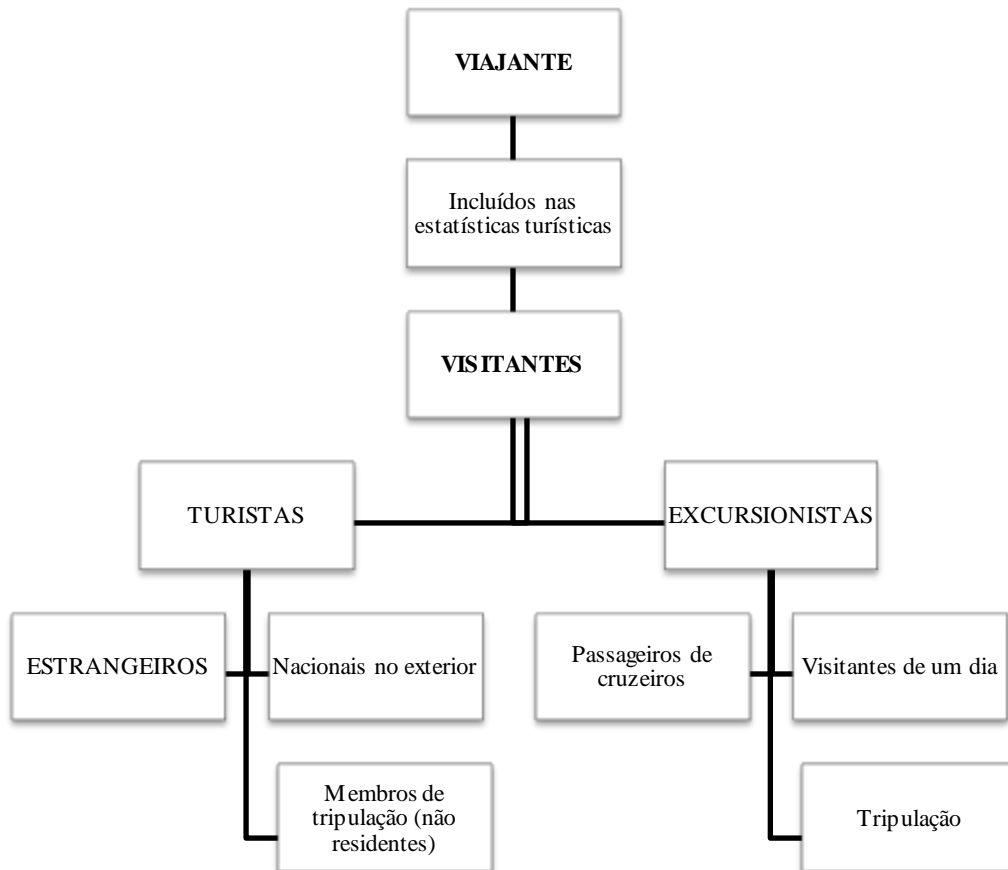 VIAJANTE
Incluídos nas
estatísticas turísticas
VISITANTES
TURISTAS
EXCURSIONISTAS
ESTRANGEIROS
Nacionais no exterior
Passageiros de
cruzeiros
Visitantes de um dia
Membros de
tripulação (não
residentes)
Tripulação